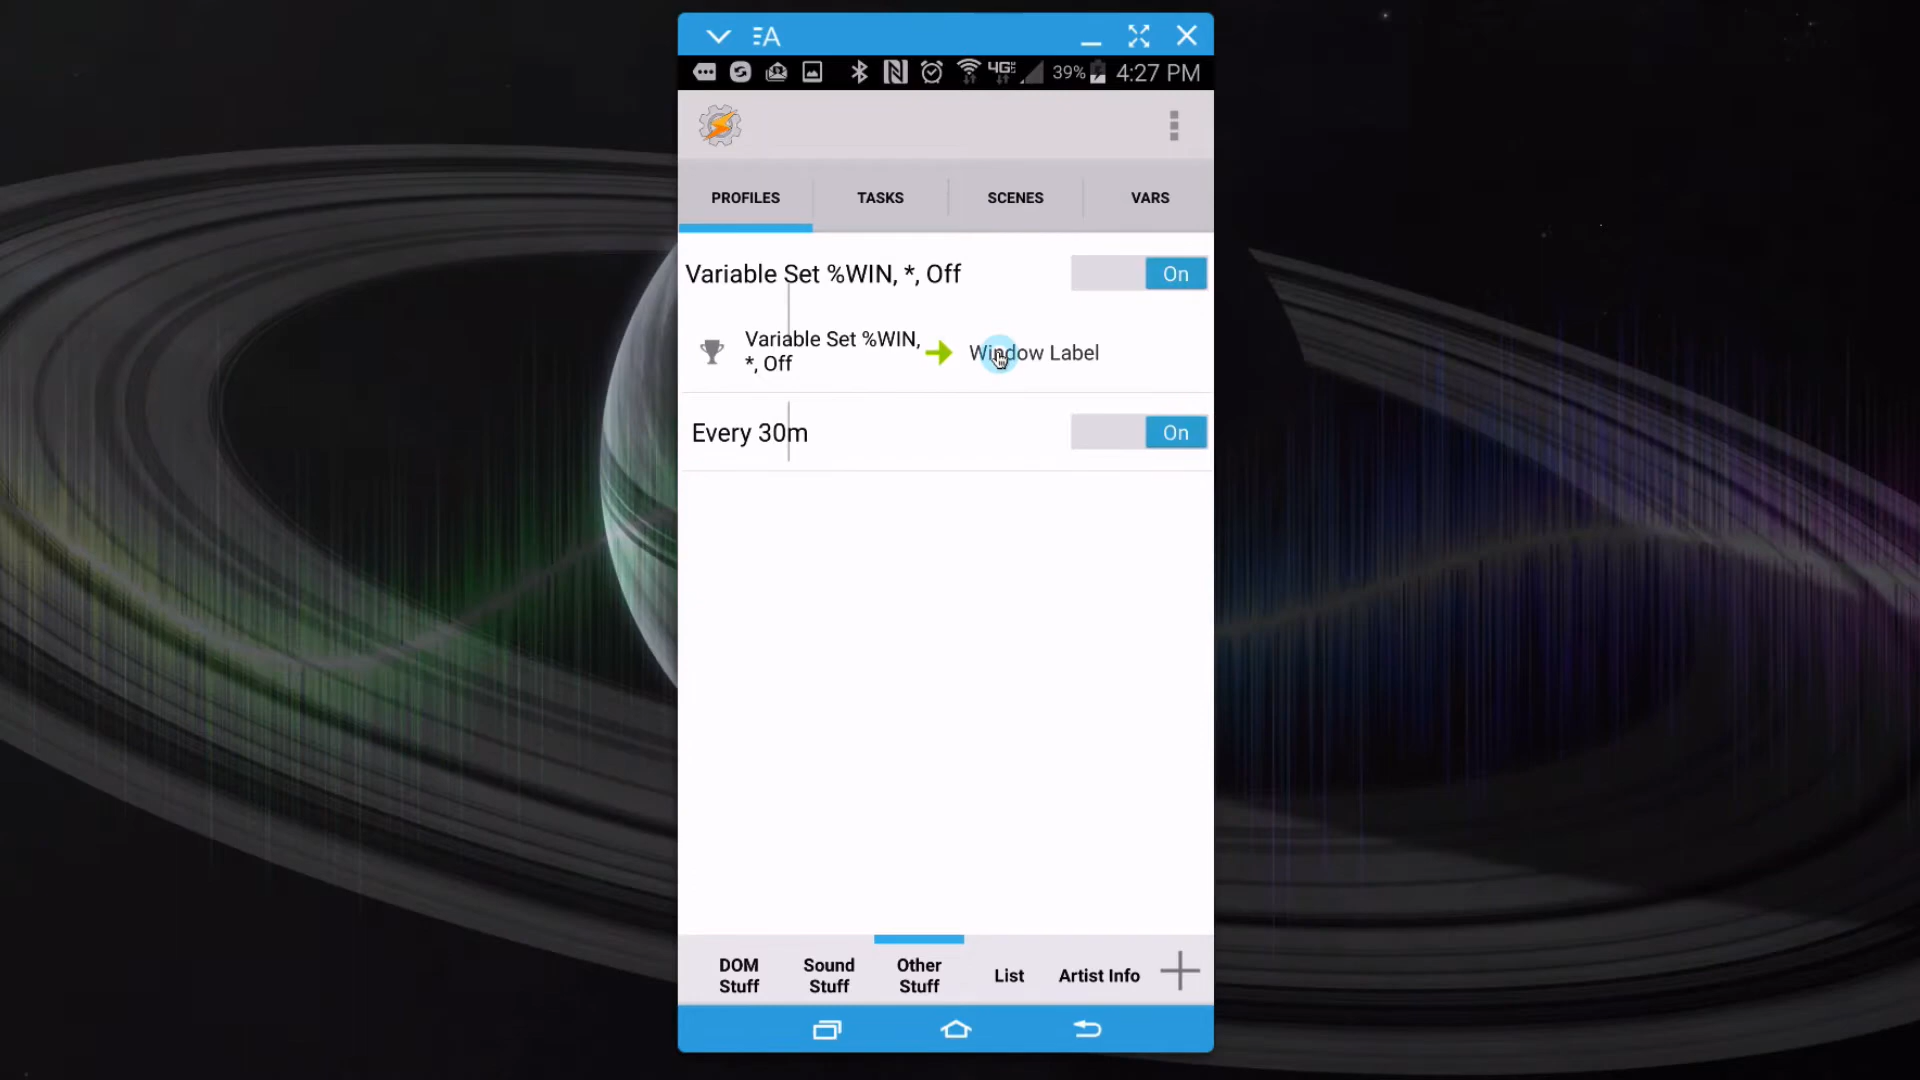 39% 4:27 PM
PROFILES TASKS SCENES VARS
Variable Set %WIN, *, Off On
Variable Set %WIN,
*, Off
Window Label
Every 30m On
DOM
Stuff
Sound
Stuff
Other
Stuff
List
Artist Info